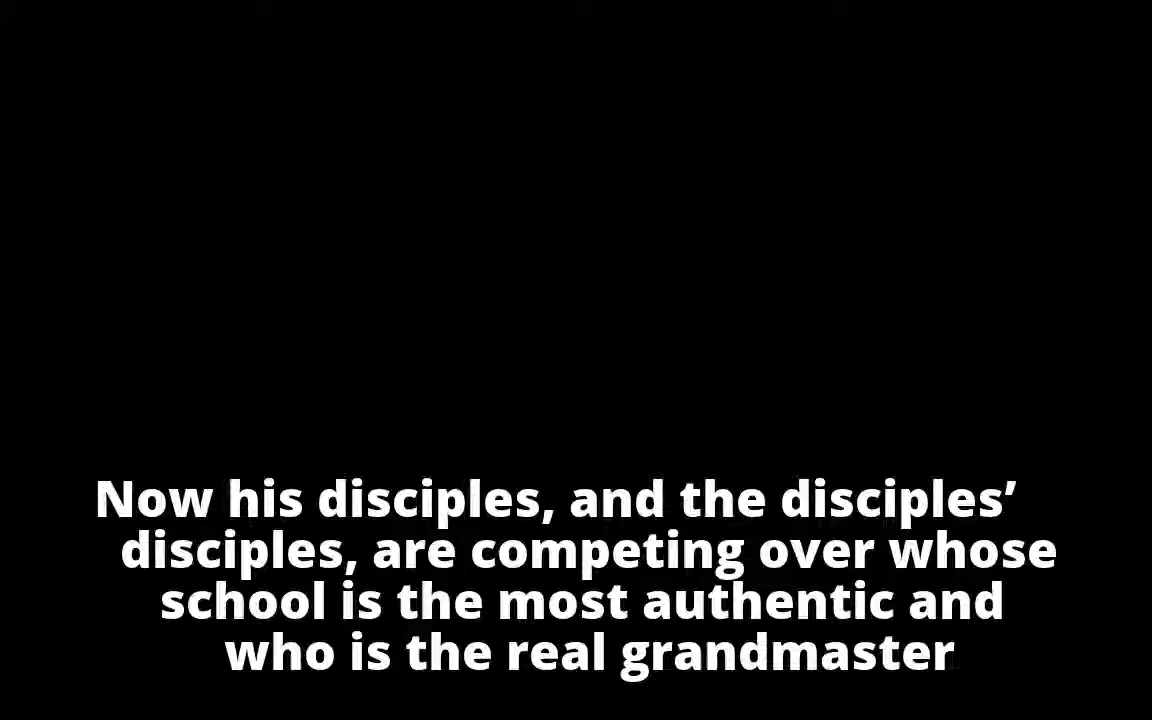 Now his disciples, and the disciples’
disciples, are competing over whose
school is the most authentic and
who is the real grandmaster